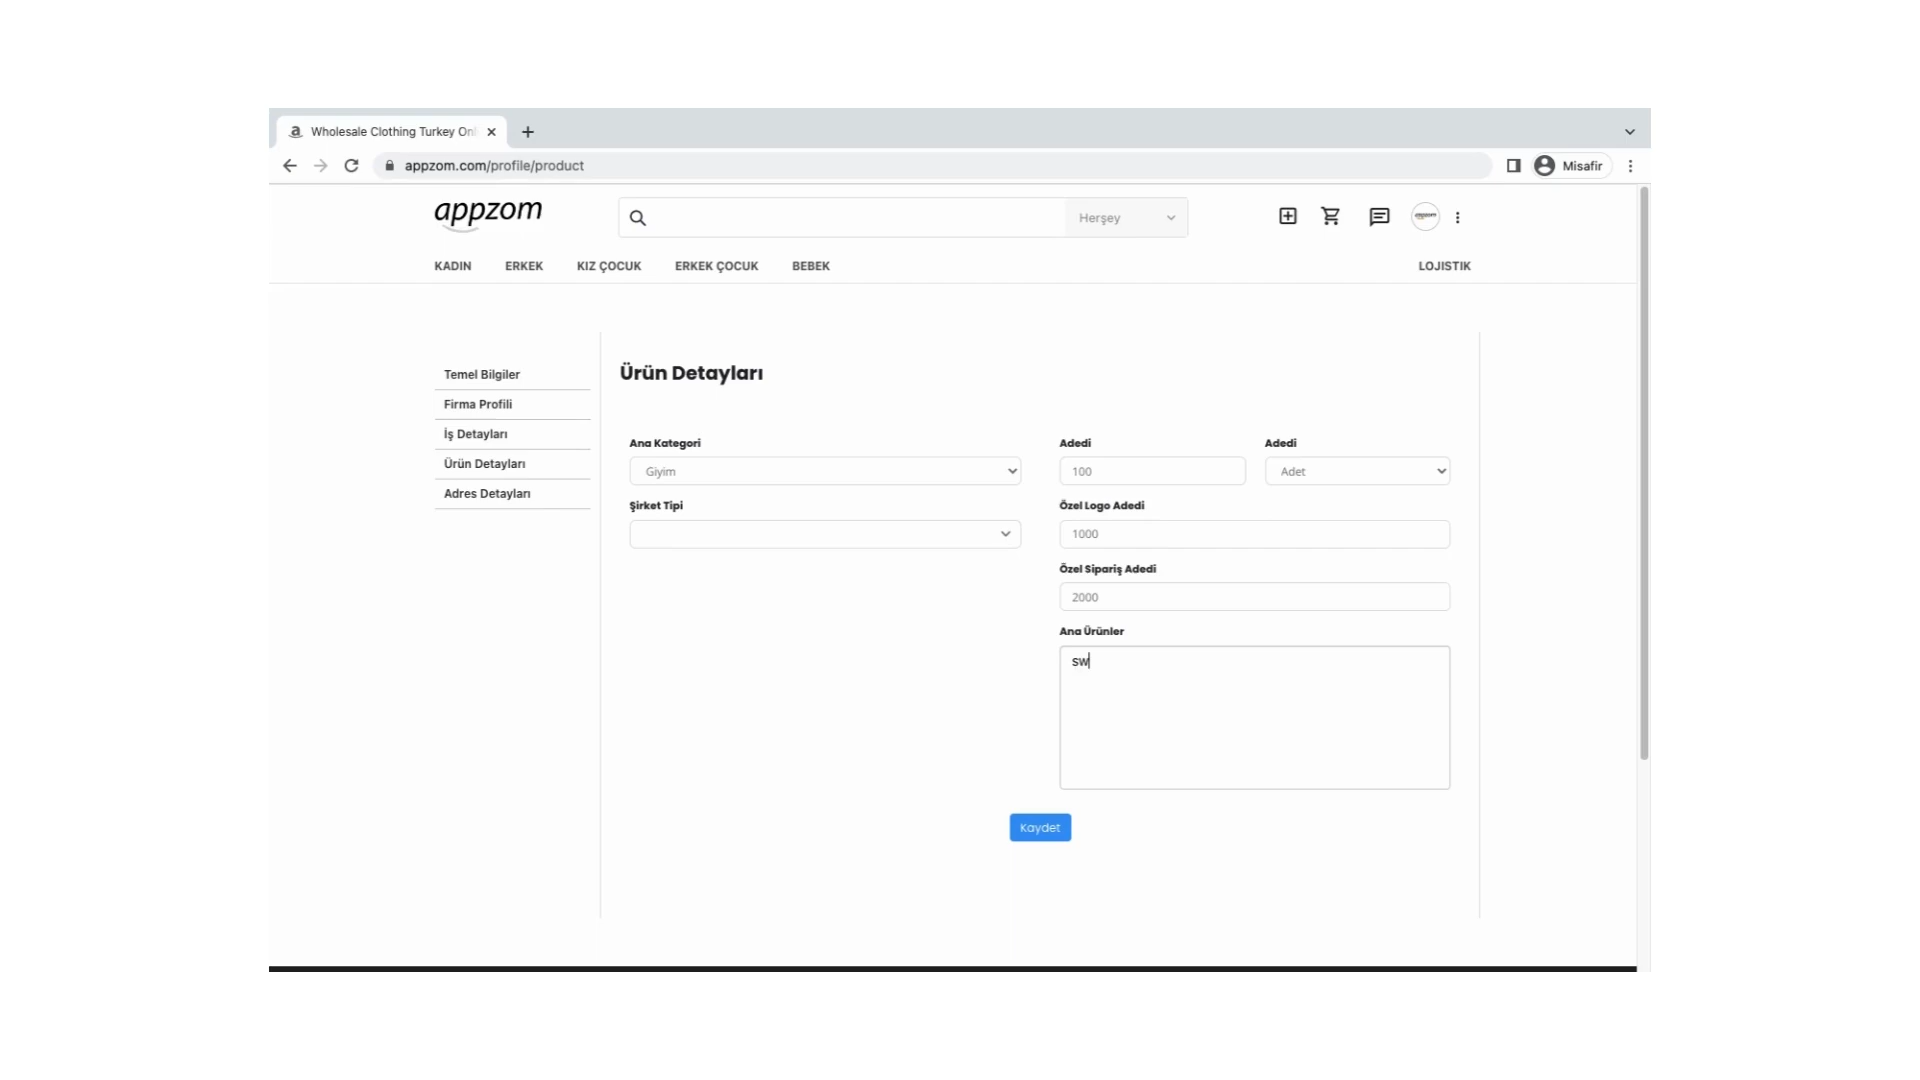 a Wholesale Clothing Turkey Onl
appzom.com/profile/product
Misafir
appzom
Herşey
KADIN ERKEK KIZ ÇOCUK ERKEK ÇOCUK BEBEK LOJISTIK
Temel Bilgiler
Firma Profili
İş Detayları
Ürün Detayları
Adres Detayları
Ürün Detayları
Ana Kategori
Giyim
Şirket Tipi
Adedi Adedi
100 Adet
Özel Logo Adedi
1000
Özel Sipariş Adedi
2000
Ana Ürünler
sw
Kaydet